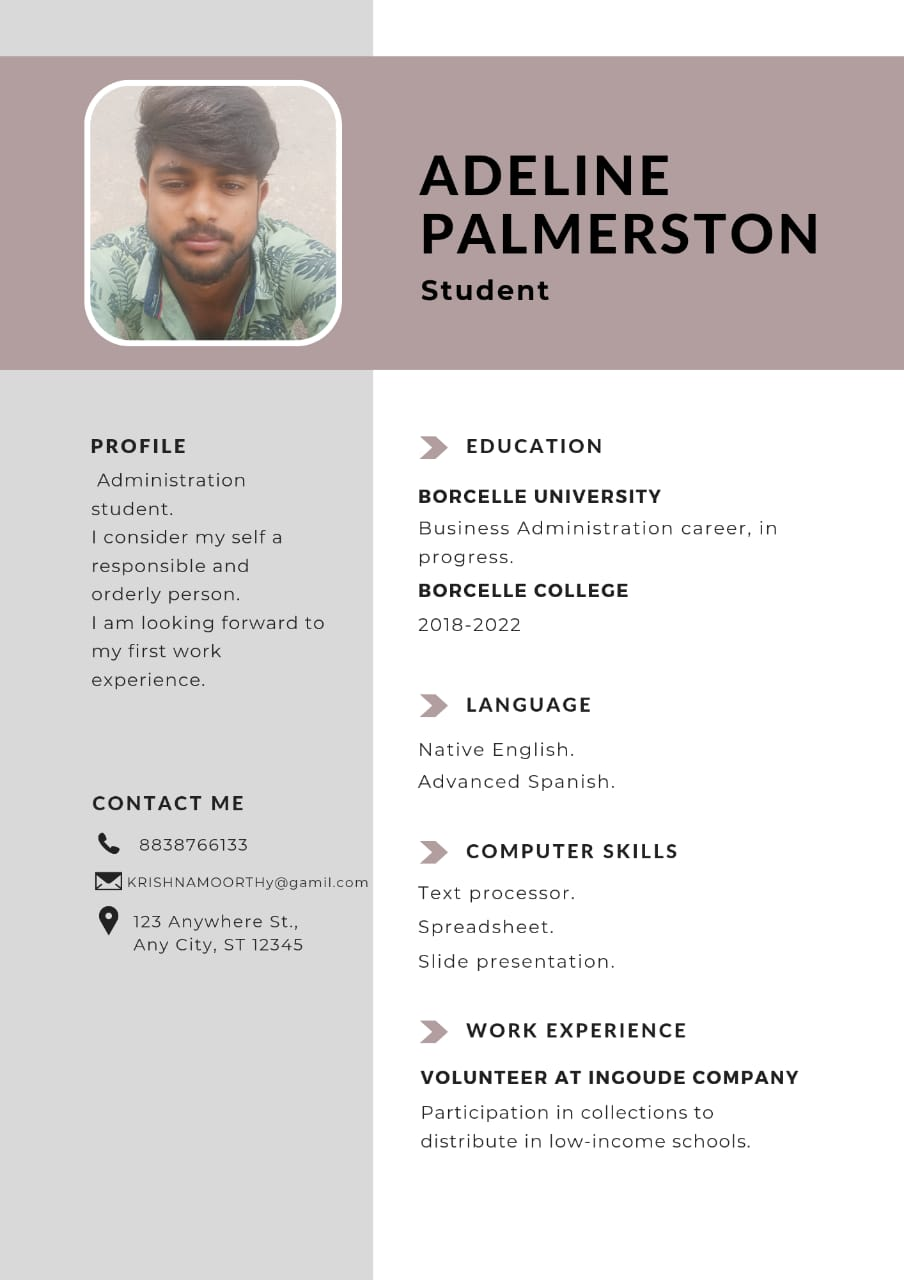 ADELINE
PALMERSTON
Student
PROFILE
Administration
student.
I consider my self a
responsible and
orderly person.
I am looking forward to
my first work
experience.
CONTACT ME
8838766133
KRISHNAMOORTHy@gamil.com
123 Anywhere St.,
Any City, ST 12345
EDUCATION
BORCELLE UNIVERSITY
Business Administration career, in
progress.
BORCELLE COLLEGE
2018-2022
LANGUAGE
Native English.
Advanced Spanish.
COMPUTER SKILLS
Text processor.
Spreadsheet.
Slide presentation.
WORK EXPERIENCE
VOLUNTEER AT INGOUDE COMPANY
Participation in collections to
distribute in low-income schools.